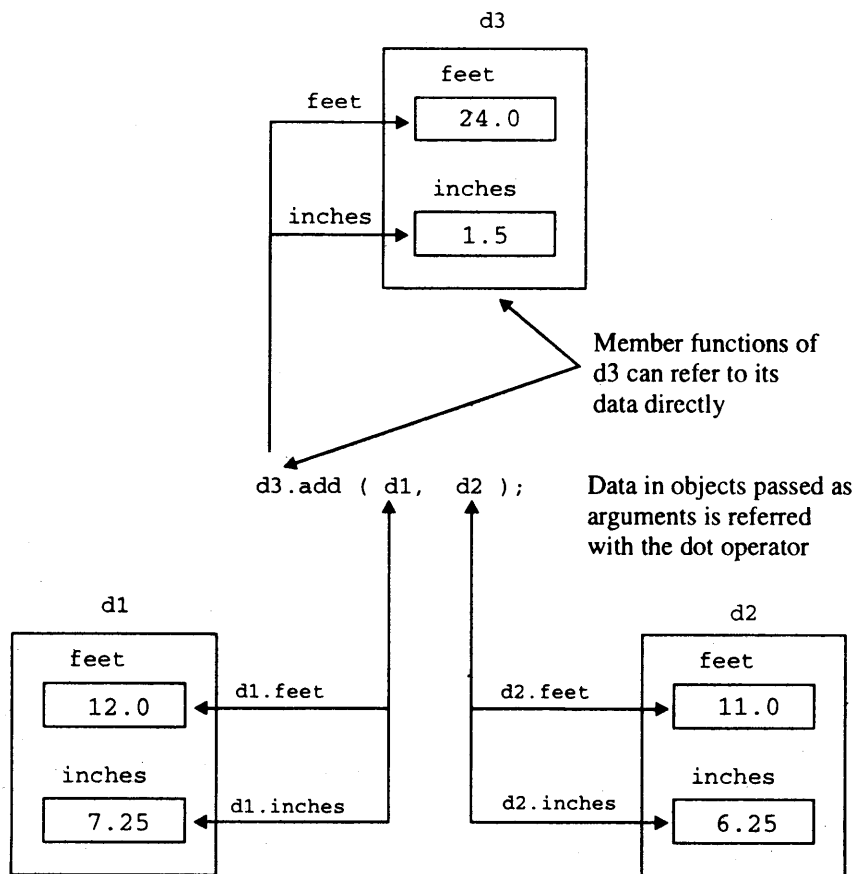 d3
feet
feet
24.0
inches
inches
1.5
Member functions of
d3 can refer to its
data directly
d3.add ( d1, d2 );
Data in objects passed as
arguments is referred
with the dot operator
d1
d2
feet
feet
d1.feet
d2.feet
12.0
11.0
inches
inches
d1.inches
d2.inches
7.25
6.25